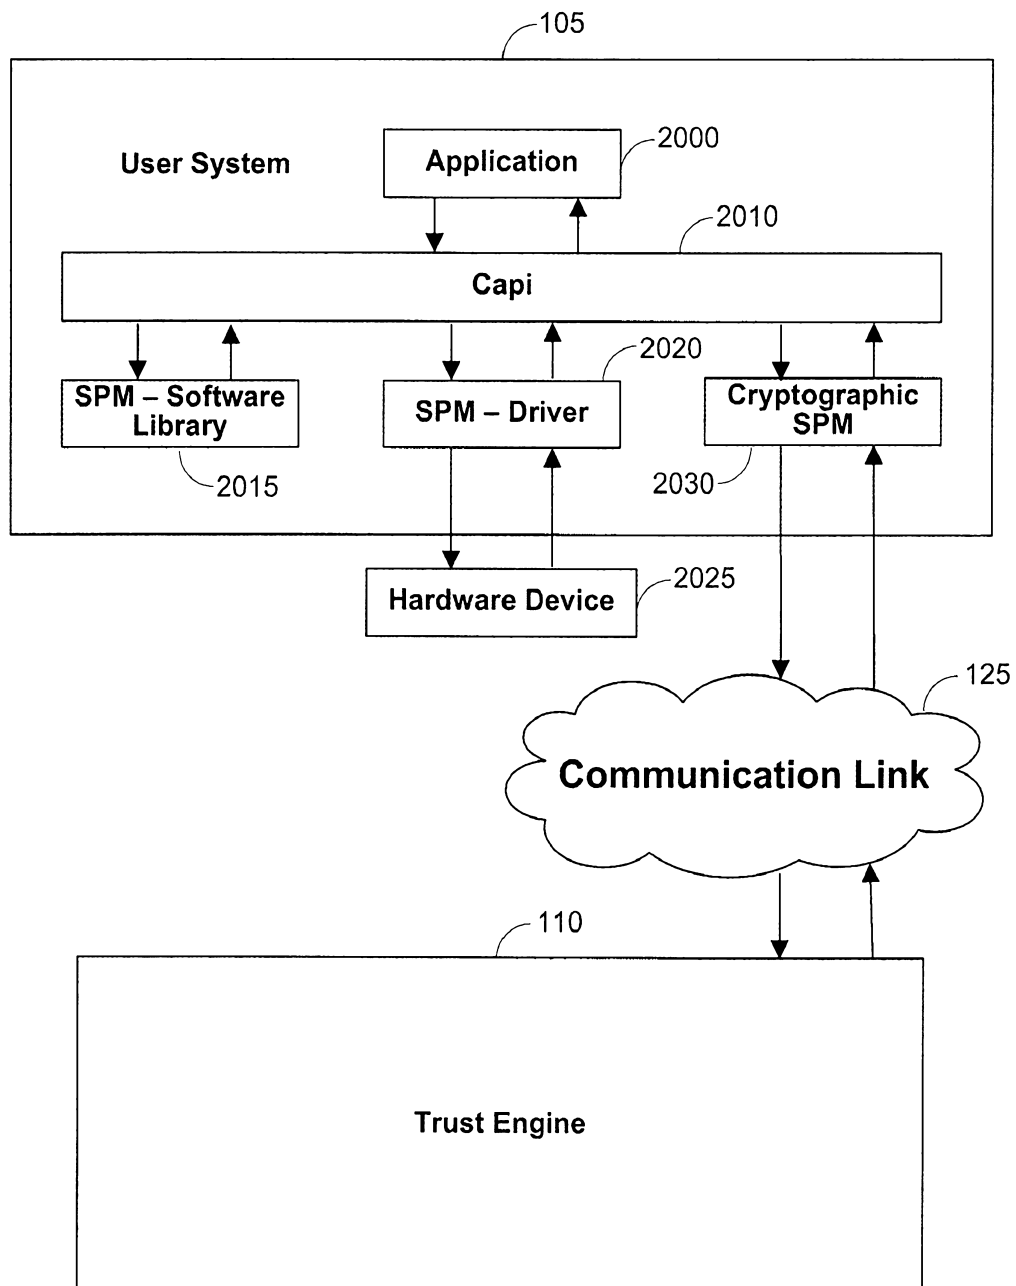 105
2000
Application
User System
2010
Capi
2020
SPM – Software
Library
SPM – Driver
Cryptographic
SPM
2015
2030
2025
Hardware Device
125
Communication Link
110
Trust Engine